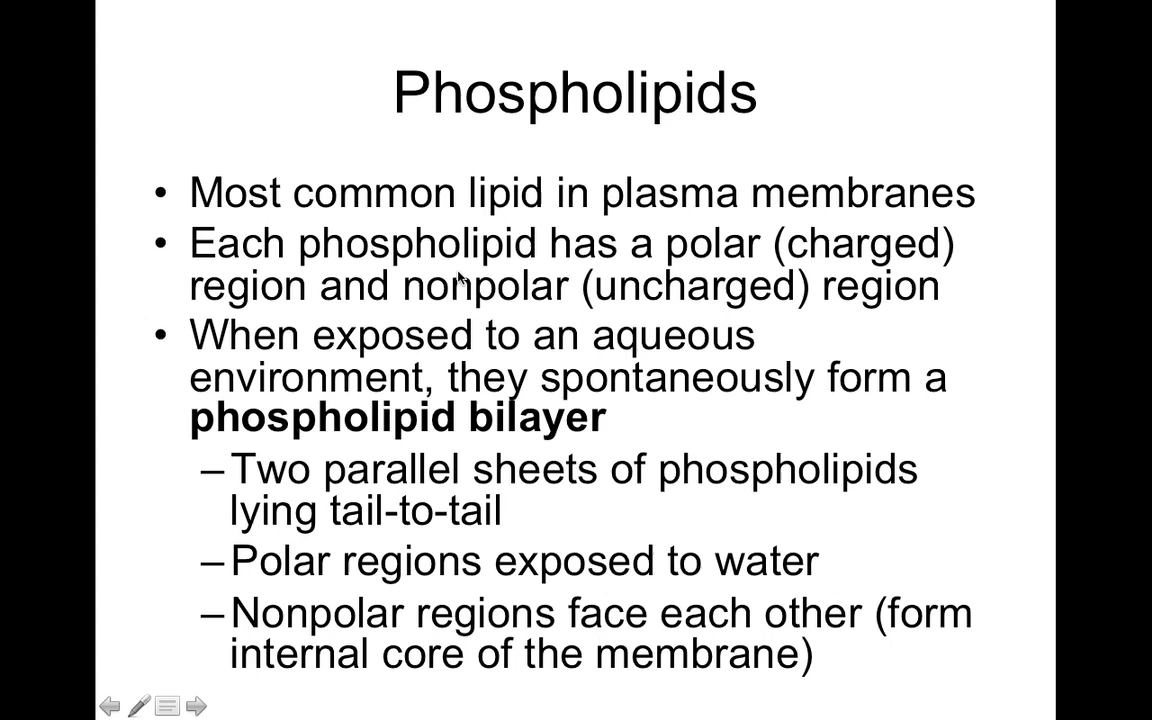 Phospholipids
• Most common lipid in plasma membranes
• Each phospholipid has a polar (charged)
region and nonpolar (uncharged) region
• When exposed to an aqueous
environment, they spontaneously form a
phospholipid bilayer
–Two parallel sheets of phospholipids
lying tail-to-tail
–Polar regions exposed to water
–Nonpolar regions face each other (form
internal core of the membrane)